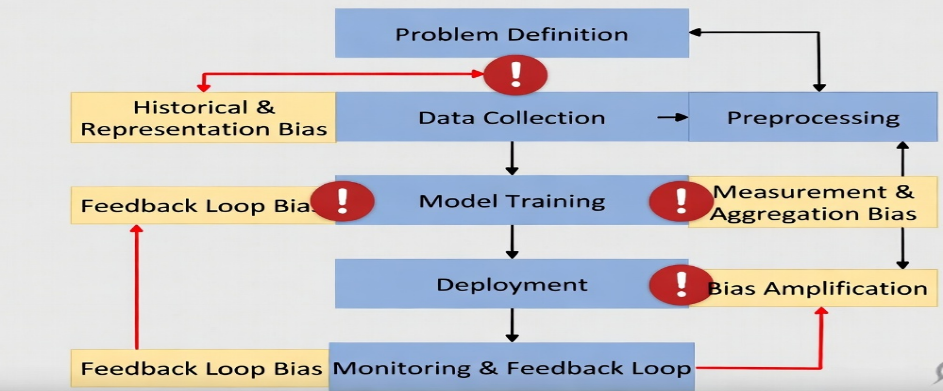 Problem Definition
Historical &
Representation Bias
Data Collection
Preprocessing
Feedback Loop Bia
Model Training
Measurement &
Aggregation Bias
Deployment
Bias Amplification
Feedback Loop Bias
Monitoring & Feedback Loop